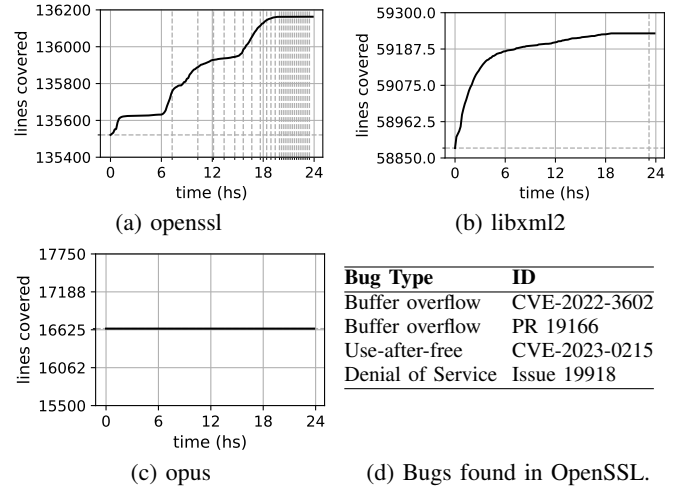 136200
136000
135800
135600
135400
lines covered
0 6 12 18 24
time (hs)
(a) openssl
59300.0
59187.5
59075.0
58962.5
58850.0
lines covered
0 6 12 18 24
time (hs)
(b) libxml2
17750
17188
16625
16062
15500
lines covered
0 6 12 18 24
time (hs)
(c) opus
Bug Type ID
Buffer overflow CVE-2022-3602
Buffer overflow PR 19166
Use-after-free CVE-2023-0215
Denial of Service Issue 19918
(d) Bugs found in OpenSSL.